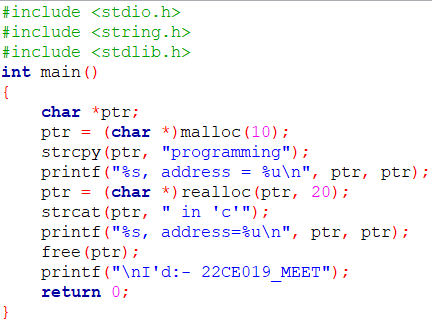 #include <stdio.h>
#include <string.h>
#include <stdlib.h>
int main()
{
    char *ptr;
    ptr = (char *)malloc(10);
    strcpy(ptr, "programming");
    printf("%s, address = %u\n", ptr, ptr);
    ptr = (char *)realloc(ptr, 20);
    strcat(ptr, " in 'c'");
    printf("%s, address=%u\n", ptr, ptr);
    free(ptr);
    printf("\nI'd:- 22CE019_MEET");
    return 0;
}